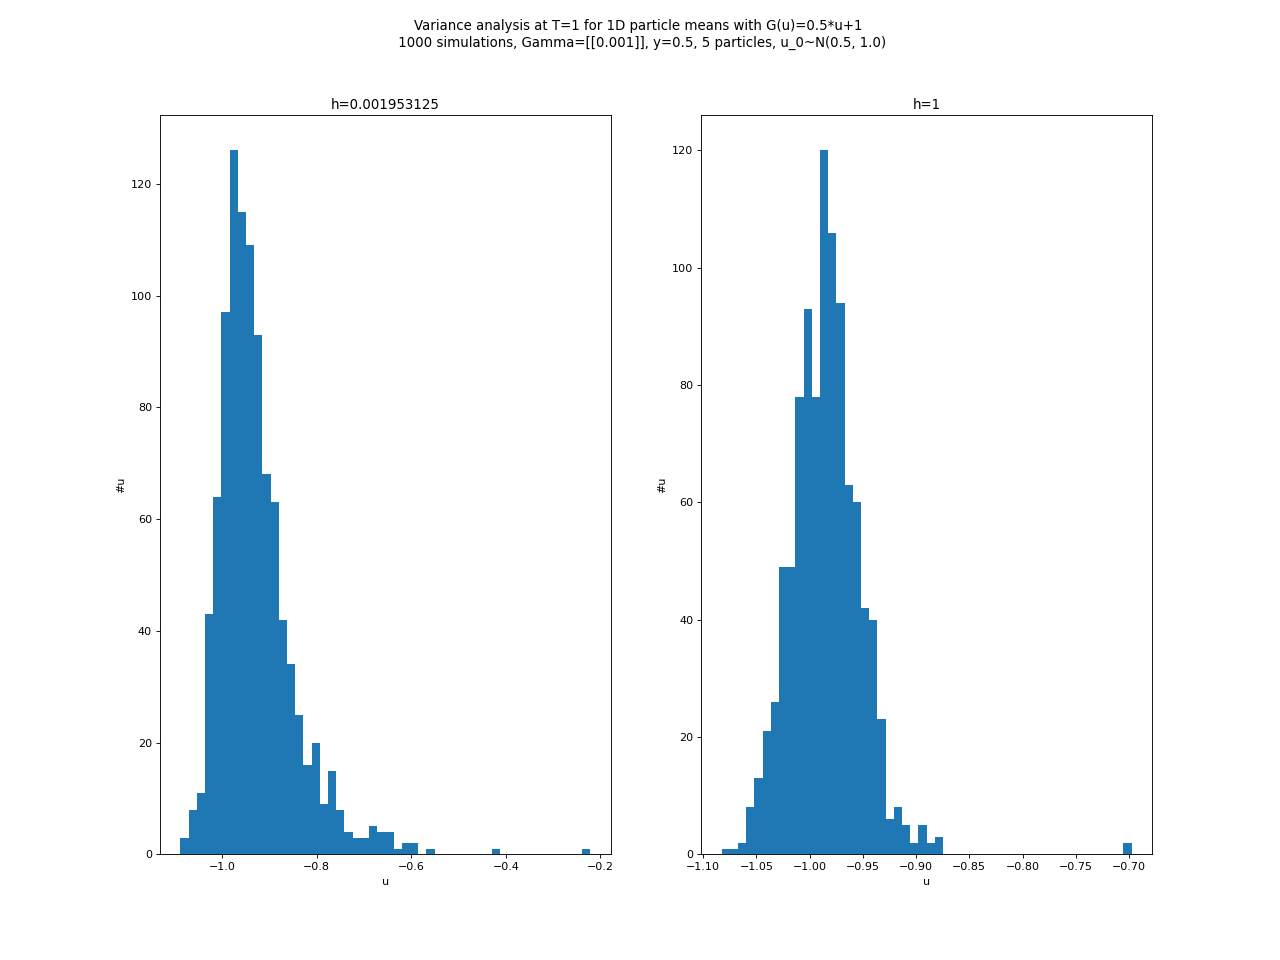 Variance analysis at T=1 for 1D particle means with G(u)=0.5*u+1
1000 simulations, Gamma=[[0.001]], y=0.5, 5 particles, u_0~N(0.5, 1.0)
h=0.001953125
120
100
80
60
40
20
0
#u
−1.0 −0.8 −0.6 −0.4 −0.2
u
h=1
120
100
80
60
40
20
0
#u
−1.10 −1.05 −1.00 −0.95 −0.90 −0.85 −0.80 −0.75 −0.70
u